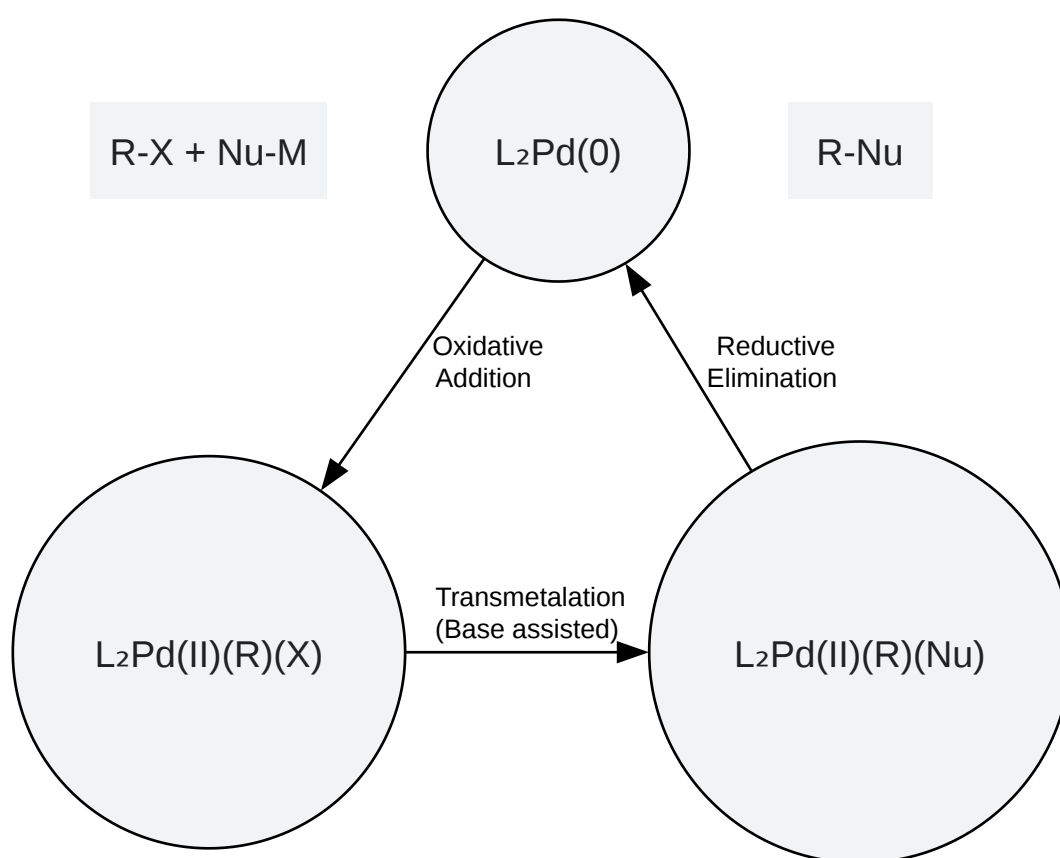 R-X + Nu-M
L₂Pd(0)
R-Nu
Oxidative
Addition
Reductive
Elimination
Transmetalation
(Base assisted)
L₂Pd(II)(R)(X)
L₂Pd(II)(R)(Nu)